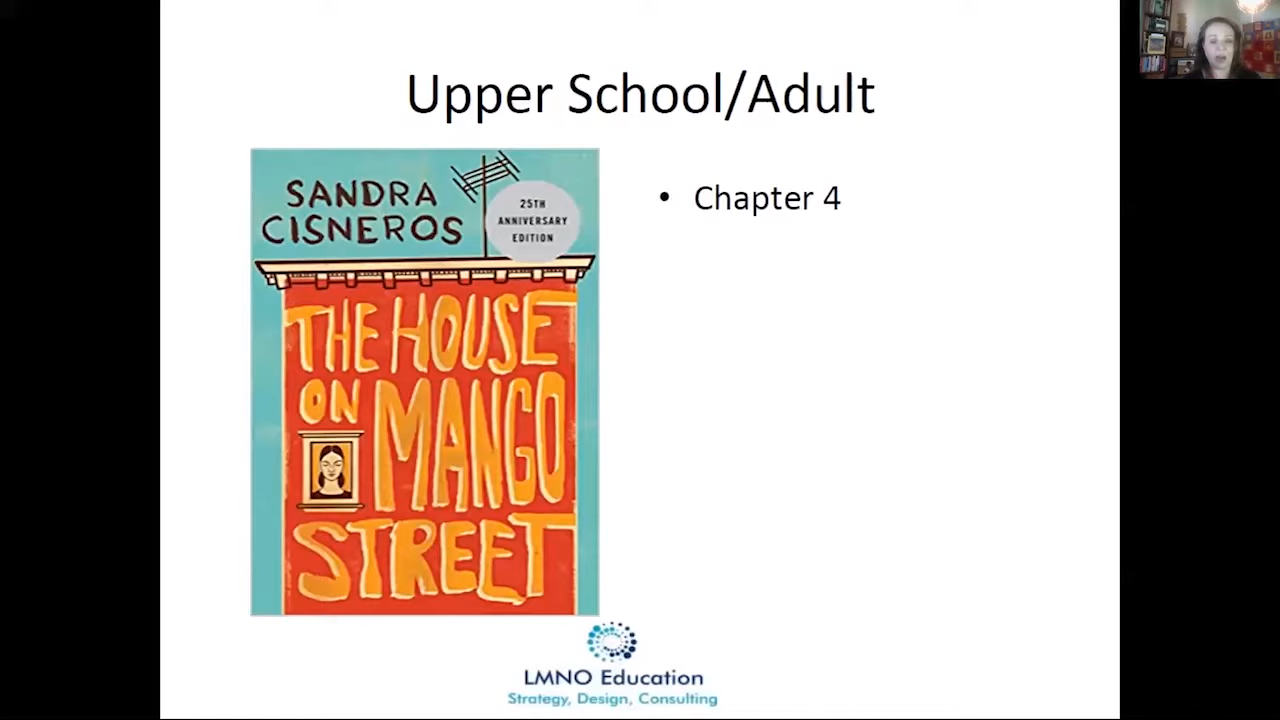 Upper School/Adult
SANDRA
CISNEROS
25TH
ANNIVERSARY
EDITION
THE HOUSE
ON MANGO
STREET
• Chapter 4
LMNO Education
Strategy, Design, Consulting